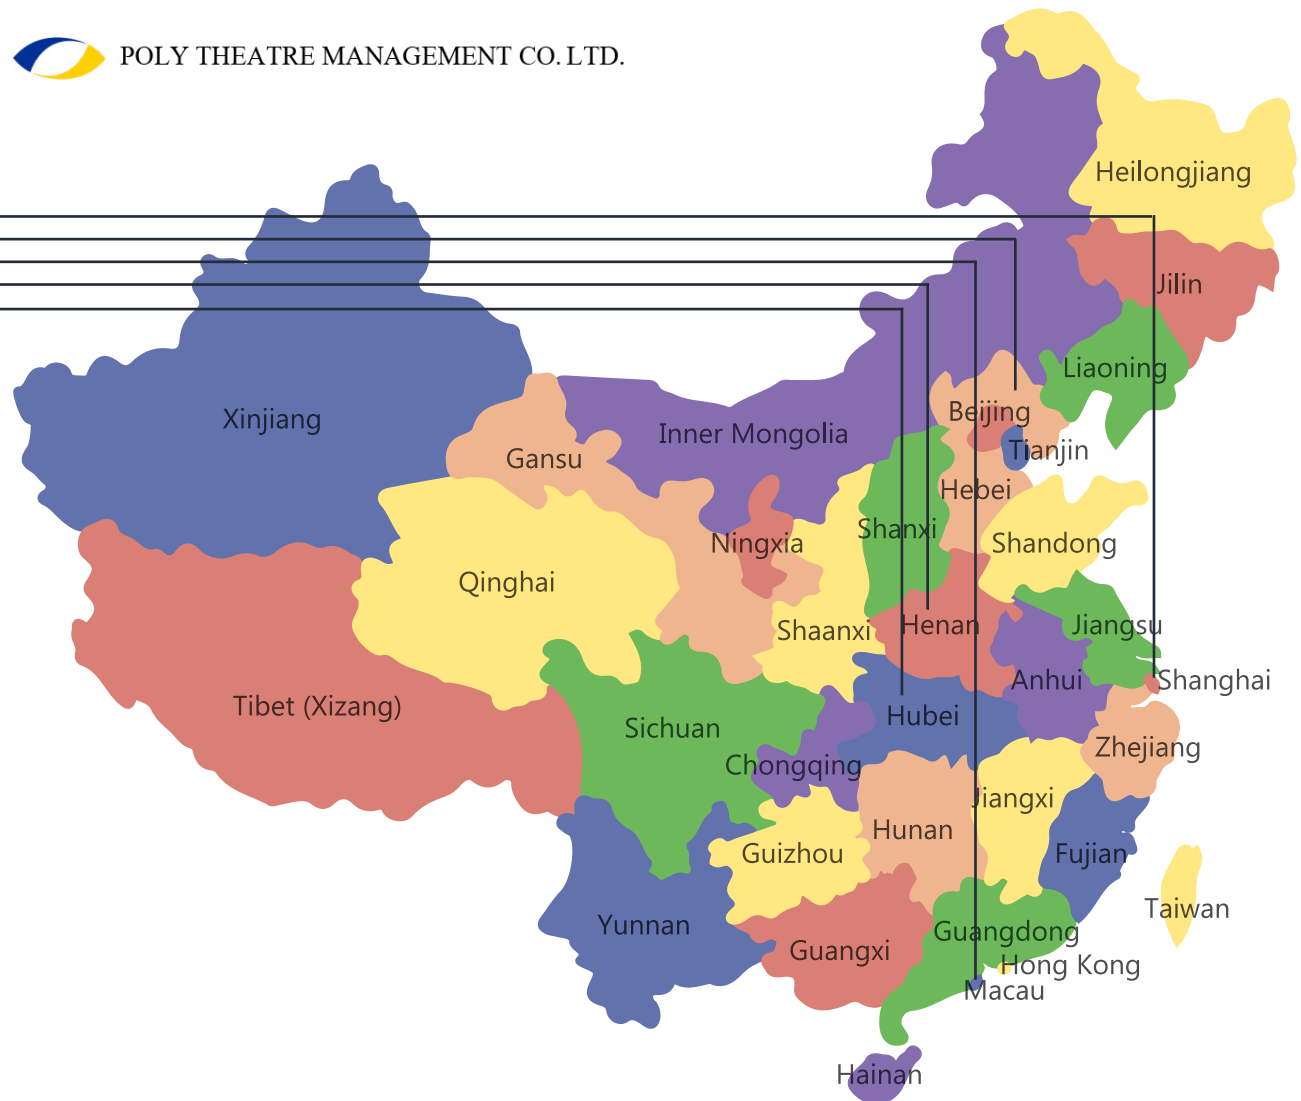 POLY THEATRE MANAGEMENT CO. LTD.
Heilongjiang
Jilin
Liaoning
Xinjiang
Beijing
Inner Mongolia
Tianjin
Gansu
Hebei
Shanxi
Ningxia
Shandong
Qinghai
Shaanxi
Henan
Jiangsu
Anhui
Shanghai
Tibet (Xizang)
Hubei
Sichuan
Zhejiang
Chongqing
Jiangxi
Hunan
Guizhou
Fujian
Taiwan
Yunnan
Guangdong
Guangxi
Hong Kong
Macau
Hainan